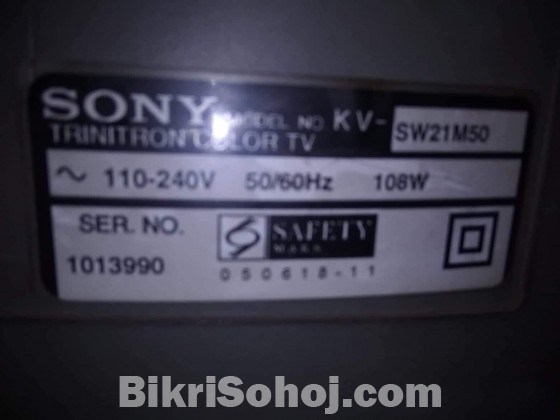 SONY MODEL NO. KV-SW21M50
TRINITRON COLOR TV
~ 110-240V 50/60Hz 108W
SER. NO.
1013990
SAFETY
MARK
050618-11
BikriSohoj.com